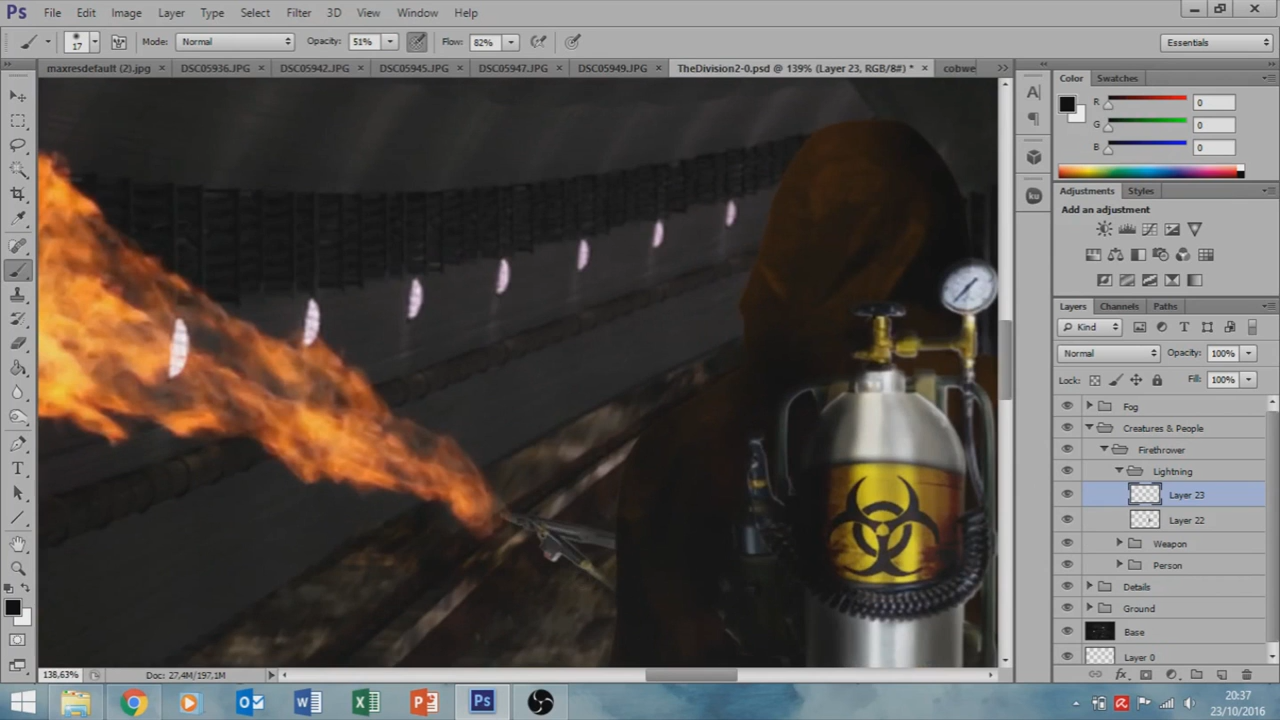 Ps File Edit Image Layer Type Select Filter 3D View Window Help
17 Mode: Normal Opacity: 51% Flow: 82% Essentials
maxresdefault (2).jpg × DSC05936.JPG × DSC05942.JPG × DSC05945.JPG × DSC05947.JPG × DSC05949.JPG × TheDivision2-0.psd @ 139% (Layer 23, RGB/8#) * × cobwe
Color Swatches
R 0
G 0
B 0
ku
Adjustments Styles
Add an adjustment
Layers Channels Paths
Kind
Normal Opacity: 100%
Lock: Fill: 100%
Fog
Creatures & People
Firethrower
Lightning
Layer 23
Layer 22
Weapon
Person
Details
Ground
Base
Layer 0
138,63% Doc: 27,4M/197,1M
Ps
20:37
23/10/2016